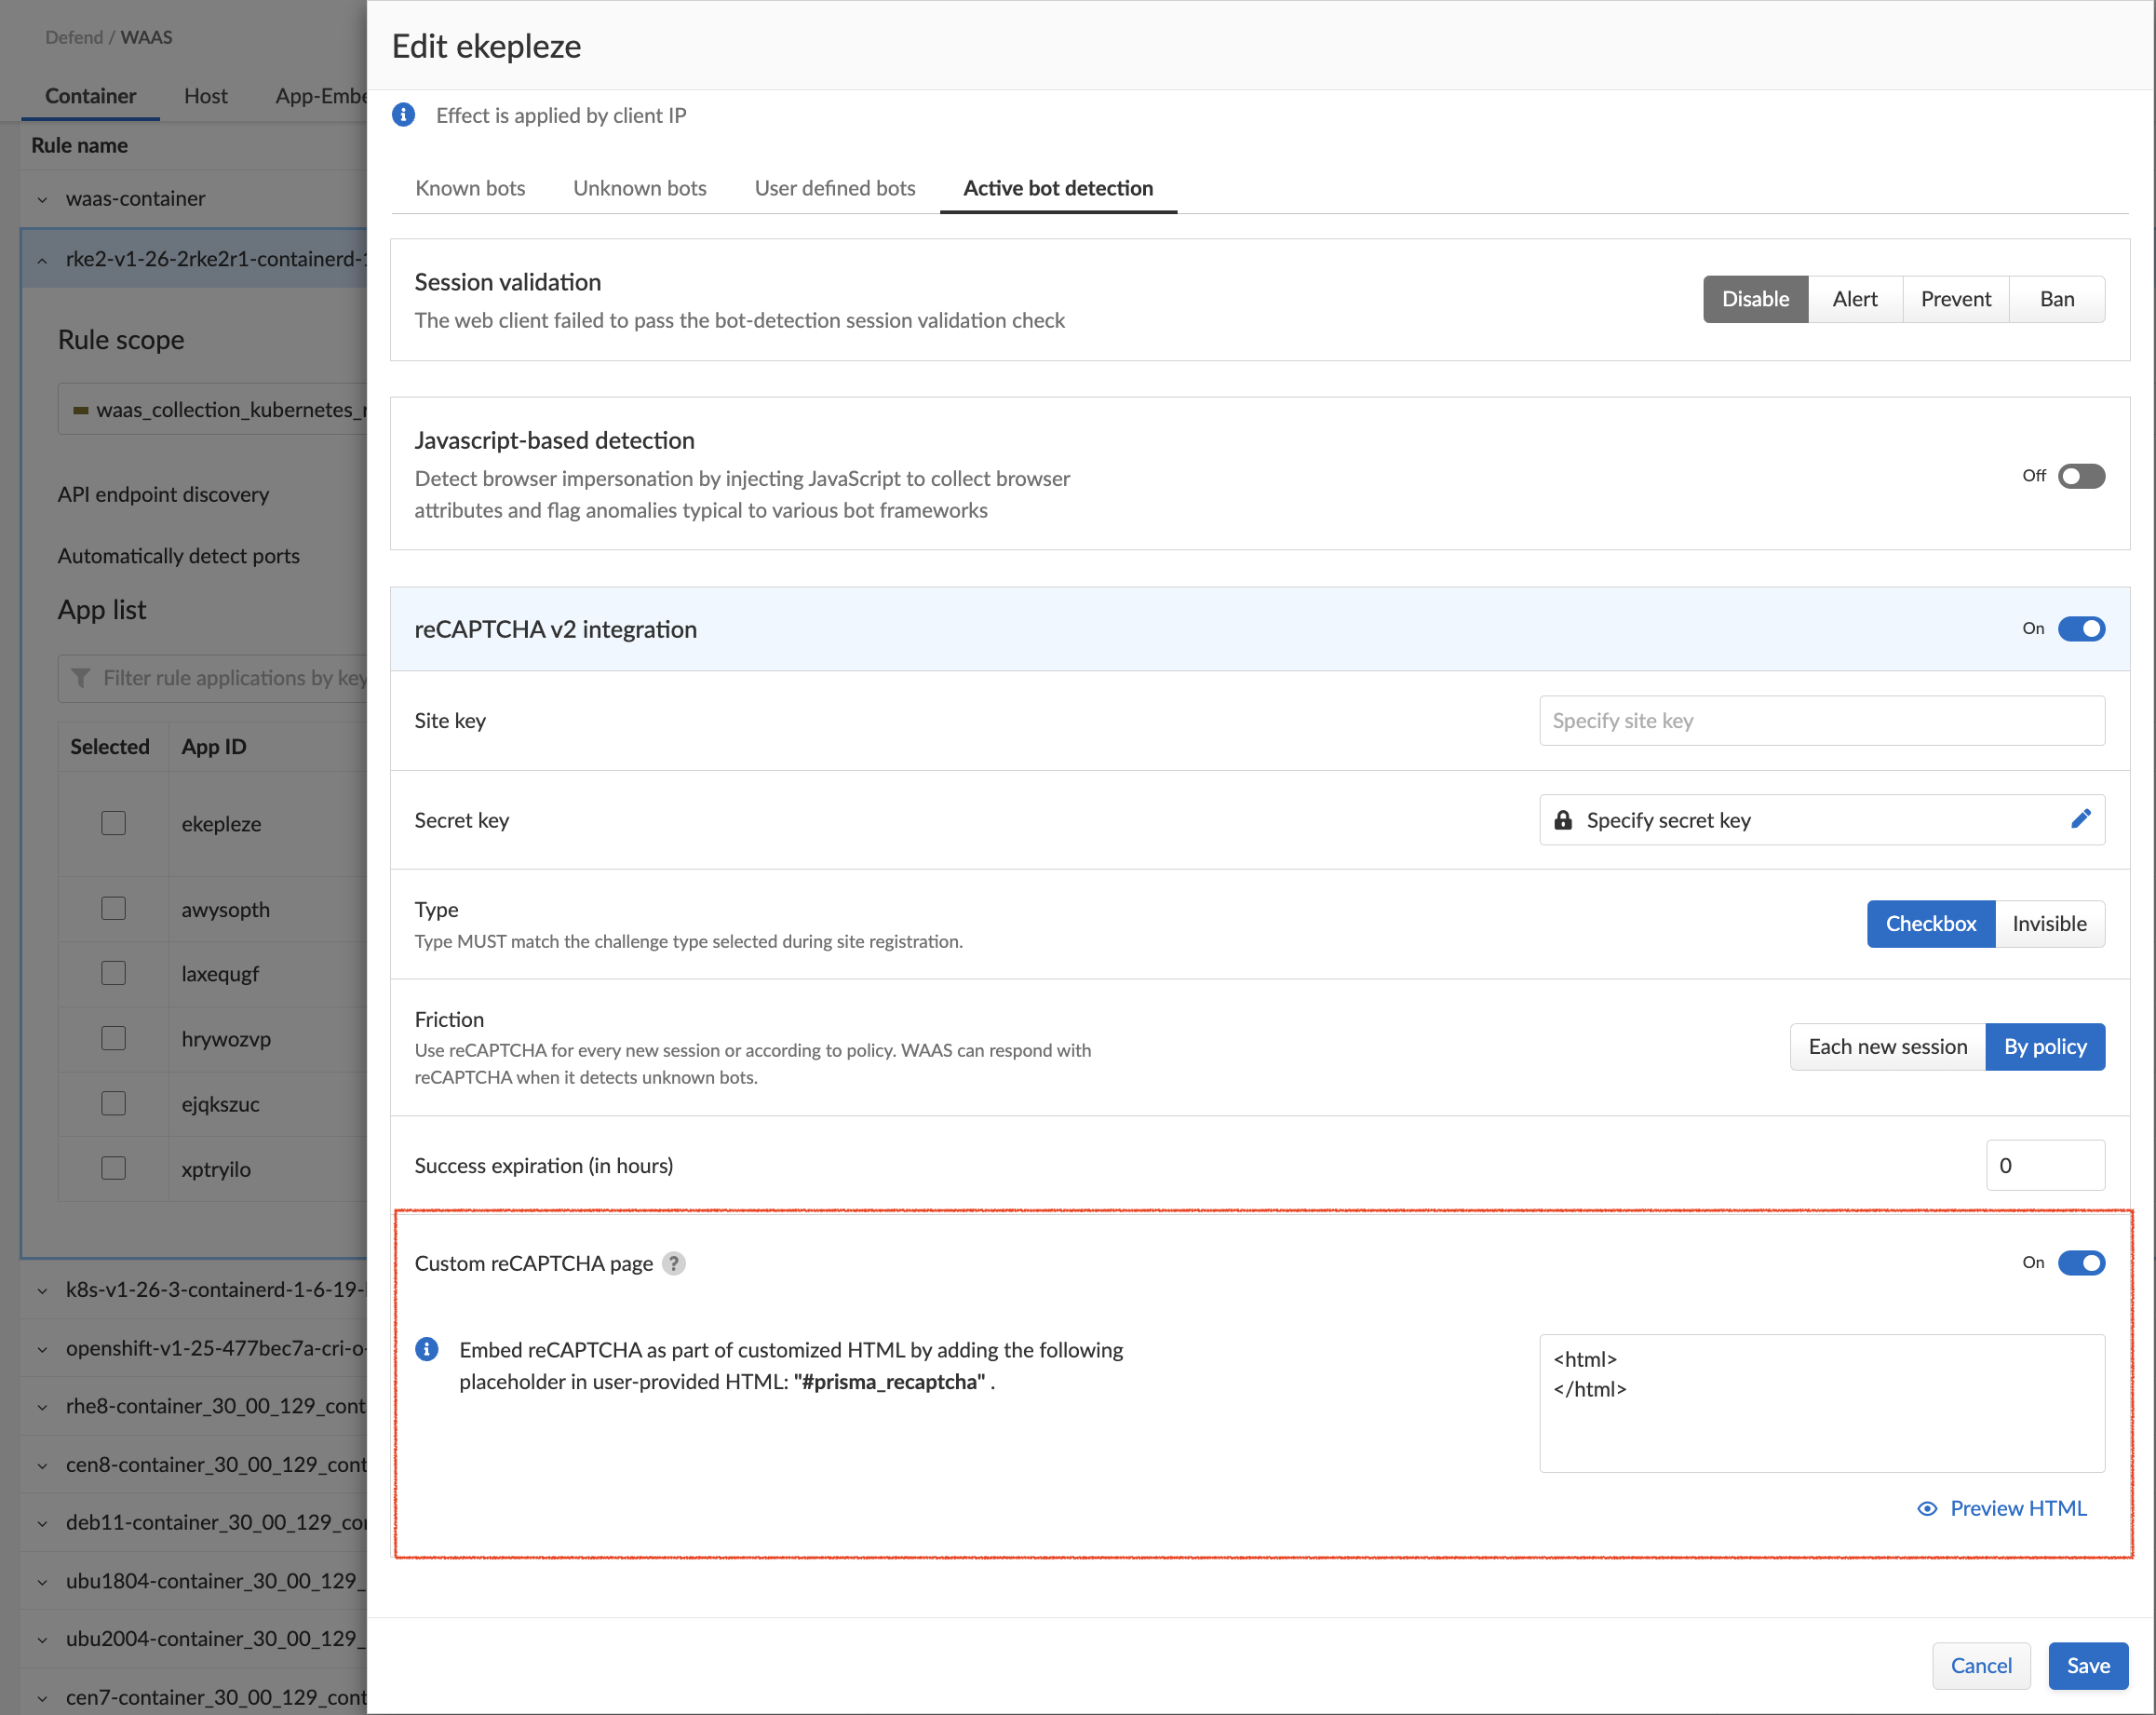 Defend / WAAS
Container Host App-Embe
Rule name
waas-container
rke2-v1-26-2rke2r1-containerd-1
Rule scope
waas_collection_kubernetes_r
API endpoint discovery
Automatically detect ports
App list
Filter rule applications by key
Selected App ID
ekepleze
awysopth
laxequgf
hrywozvp
ejqkszuc
xptryilo
k8s-v1-26-3-containerd-1-6-19-
openshift-v1-25-477bec7a-cri-o-
rhe8-container_30_00_129_cont
cen8-container_30_00_129_cont
deb11-container_30_00_129_co
ubu1804-container_30_00_129_
ubu2004-container_30_00_129_
cen7-container_30_00_129_cont
Edit ekepleze
Effect is applied by client IP
Known bots Unknown bots User defined bots Active bot detection
Session validation
The web client failed to pass the bot-detection session validation check
Disable Alert Prevent Ban
Javascript-based detection
Detect browser impersonation by injecting JavaScript to collect browser
attributes and flag anomalies typical to various bot frameworks
Off
reCAPTCHA v2 integration
On
Site key
Specify site key
Secret key
Specify secret key
Type
Type MUST match the challenge type selected during site registration.
Checkbox Invisible
Friction
Use reCAPTCHA for every new session or according to policy. WAAS can respond with
reCAPTCHA when it detects unknown bots.
Each new session By policy
Success expiration (in hours)
0
Custom reCAPTCHA page ?
On
Embed reCAPTCHA as part of customized HTML by adding the following
placeholder in user-provided HTML: "#prisma_recaptcha" .
<html>
</html>
Preview HTML
Cancel Save